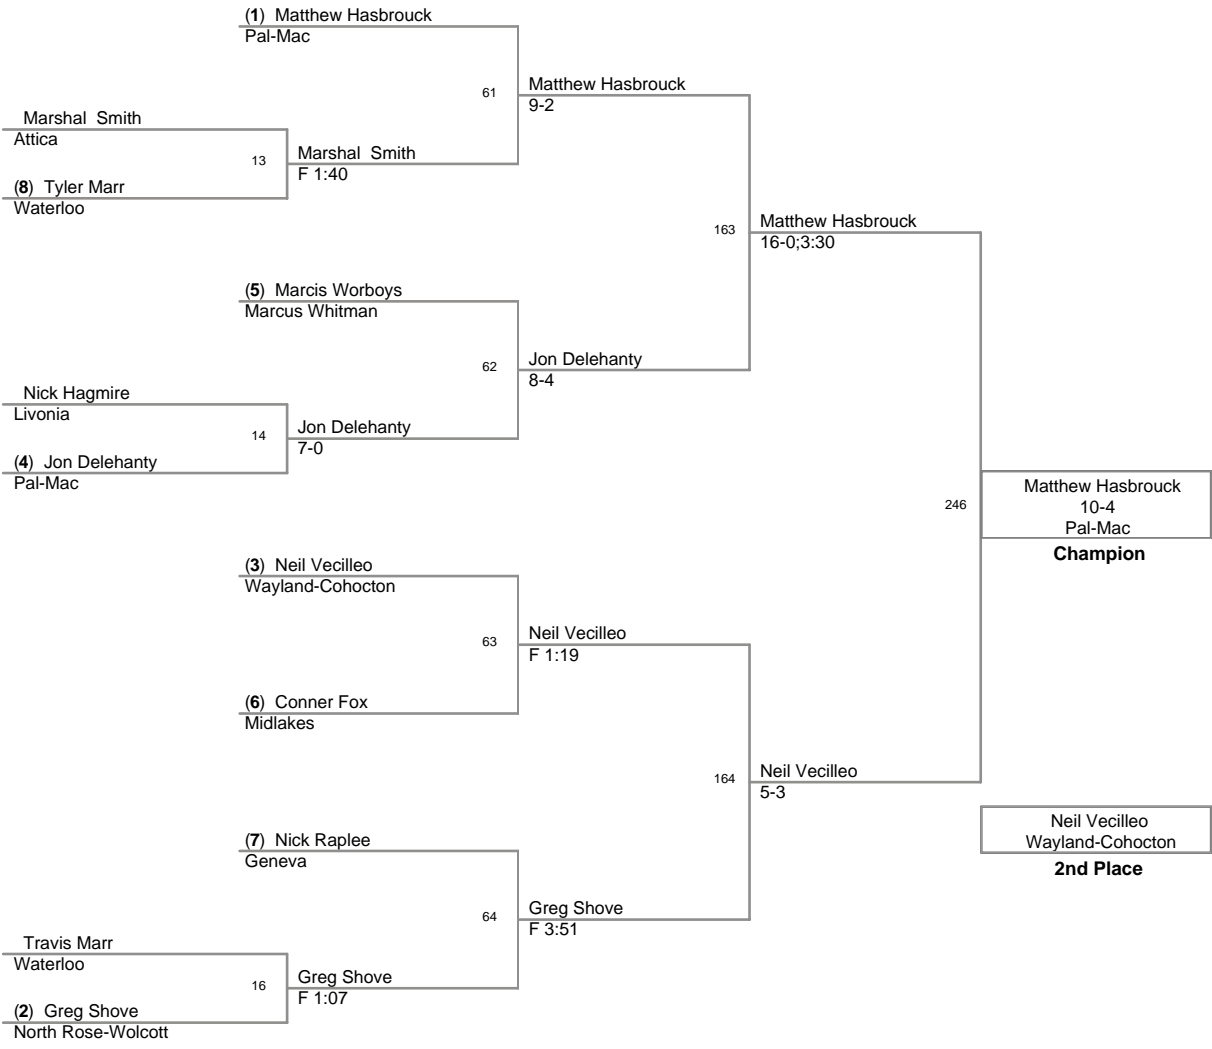 (1) Matthew Hasbrouck
Pal-Mac
61
Matthew Hasbrouck
9-2
Marshal Smith
Attica
13
Marshal Smith
F 1:40
(8) Tyler Marr
Waterloo
163
Matthew Hasbrouck
16-0;3:30
(5) Marcis Worboys
Marcus Whitman
62
Jon Delehanty
8-4
Nick Hagmire
Livonia
14
Jon Delehanty
7-0
(4) Jon Delehanty
Pal-Mac
246
Matthew Hasbrouck
10-4
Pal-Mac
Champion
(3) Neil Vecilleo
Wayland-Cohocton
63
Neil Vecilleo
F 1:19
(6) Conner Fox
Midlakes
164
Neil Vecilleo
5-3
Neil Vecilleo
Wayland-Cohocton
2nd Place
(7) Nick Raplee
Geneva
64
Greg Shove
F 3:51
Travis Marr
Waterloo
16
Greg Shove
F 1:07
(2) Greg Shove
North Rose-Wolcott